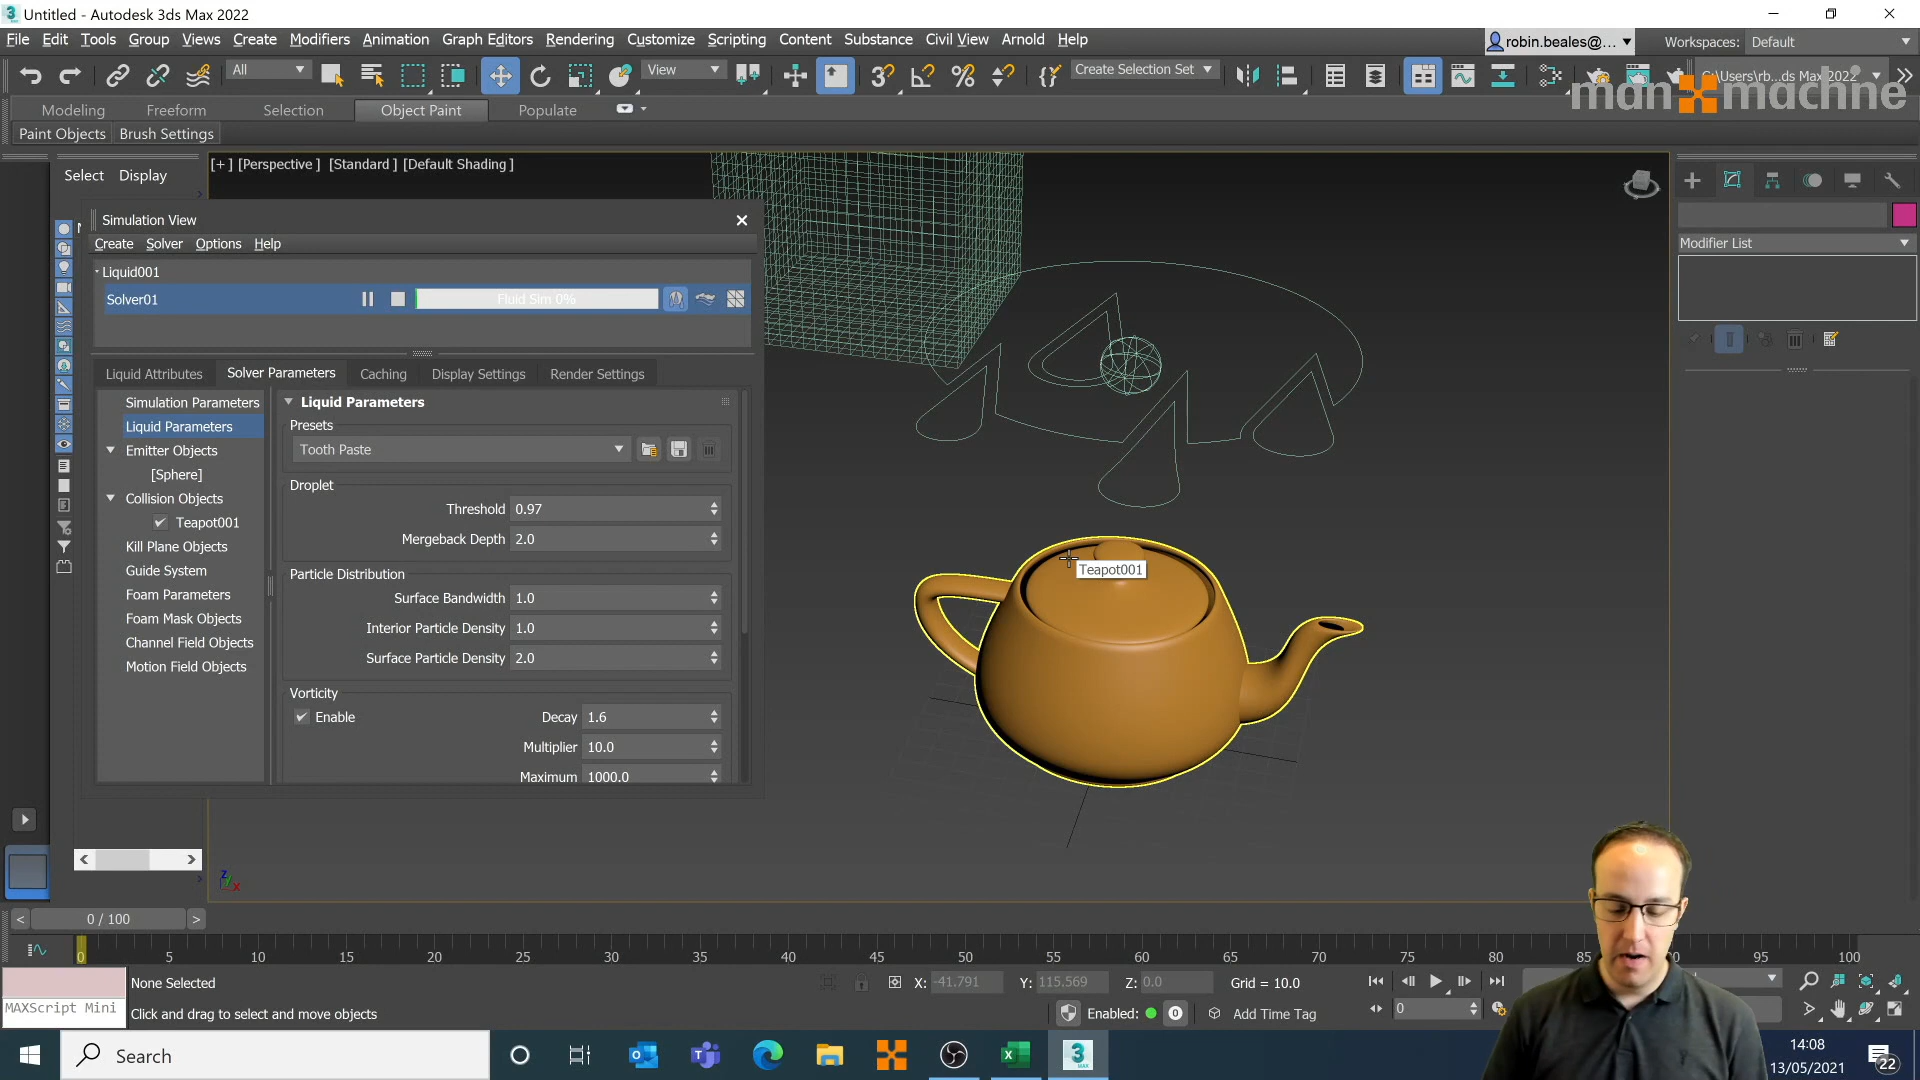 Untitled - Autodesk 3ds Max 2022
File Edit Tools Group Views Create Modifiers Animation Graph Editors Rendering Customize Scripting Content Substance Civil View Arnold Help
robin.beales@...
Workspaces: Default
All
View
Create Selection Set
C:\Users\rb...ds Max 2022
man machine
Modeling Freeform Selection Object Paint Populate
Paint Objects Brush Settings
Select Display
[+] [Perspective] [Standard] [Default Shading]
Simulation View
Create Solver Options Help
Liquid001
Solver01
Fluid Sim 0%
Liquid Attributes Solver Parameters Caching Display Settings Render Settings
Simulation Parameters
Liquid Parameters
Emitter Objects
[Sphere]
Collision Objects
Teapot001
Kill Plane Objects
Guide System
Foam Parameters
Foam Mask Objects
Channel Field Objects
Motion Field Objects
Liquid Parameters
Presets
Tooth Paste
Droplet
Threshold 0.97
Mergeback Depth 2.0
Particle Distribution
Surface Bandwidth 1.0
Interior Particle Density 1.0
Surface Particle Density 2.0
Vorticity
Enable
Decay 1.6
Multiplier 10.0
Maximum 1000.0
Teapot001
Modifier List
z
x
< 0 / 100 >
0 5 10 15 20 25 30 35 40 45 50 55 60 65 70 75 80 85 95 100
None Selected
X: -41.791 Y: 115.569 Z: 0.0 Grid = 10.0
MAXScript Mini
Click and drag to select and move objects
Enabled: 0
Add Time Tag
0
Search
14:08
13/05/2021
22